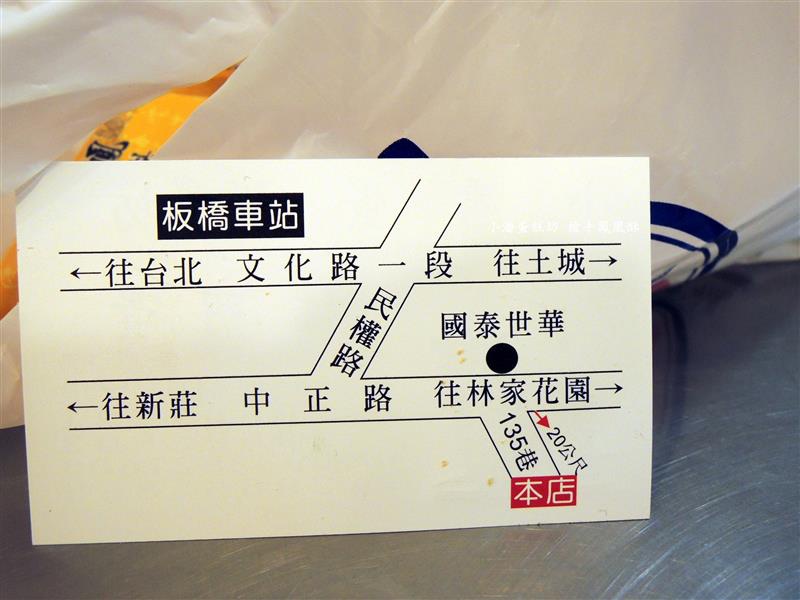 板橋車站
←往台北 文化路一段 往土城→
民權路
國泰世華
←往新莊 中正路 往林家花園→
135巷
20公尺
本店